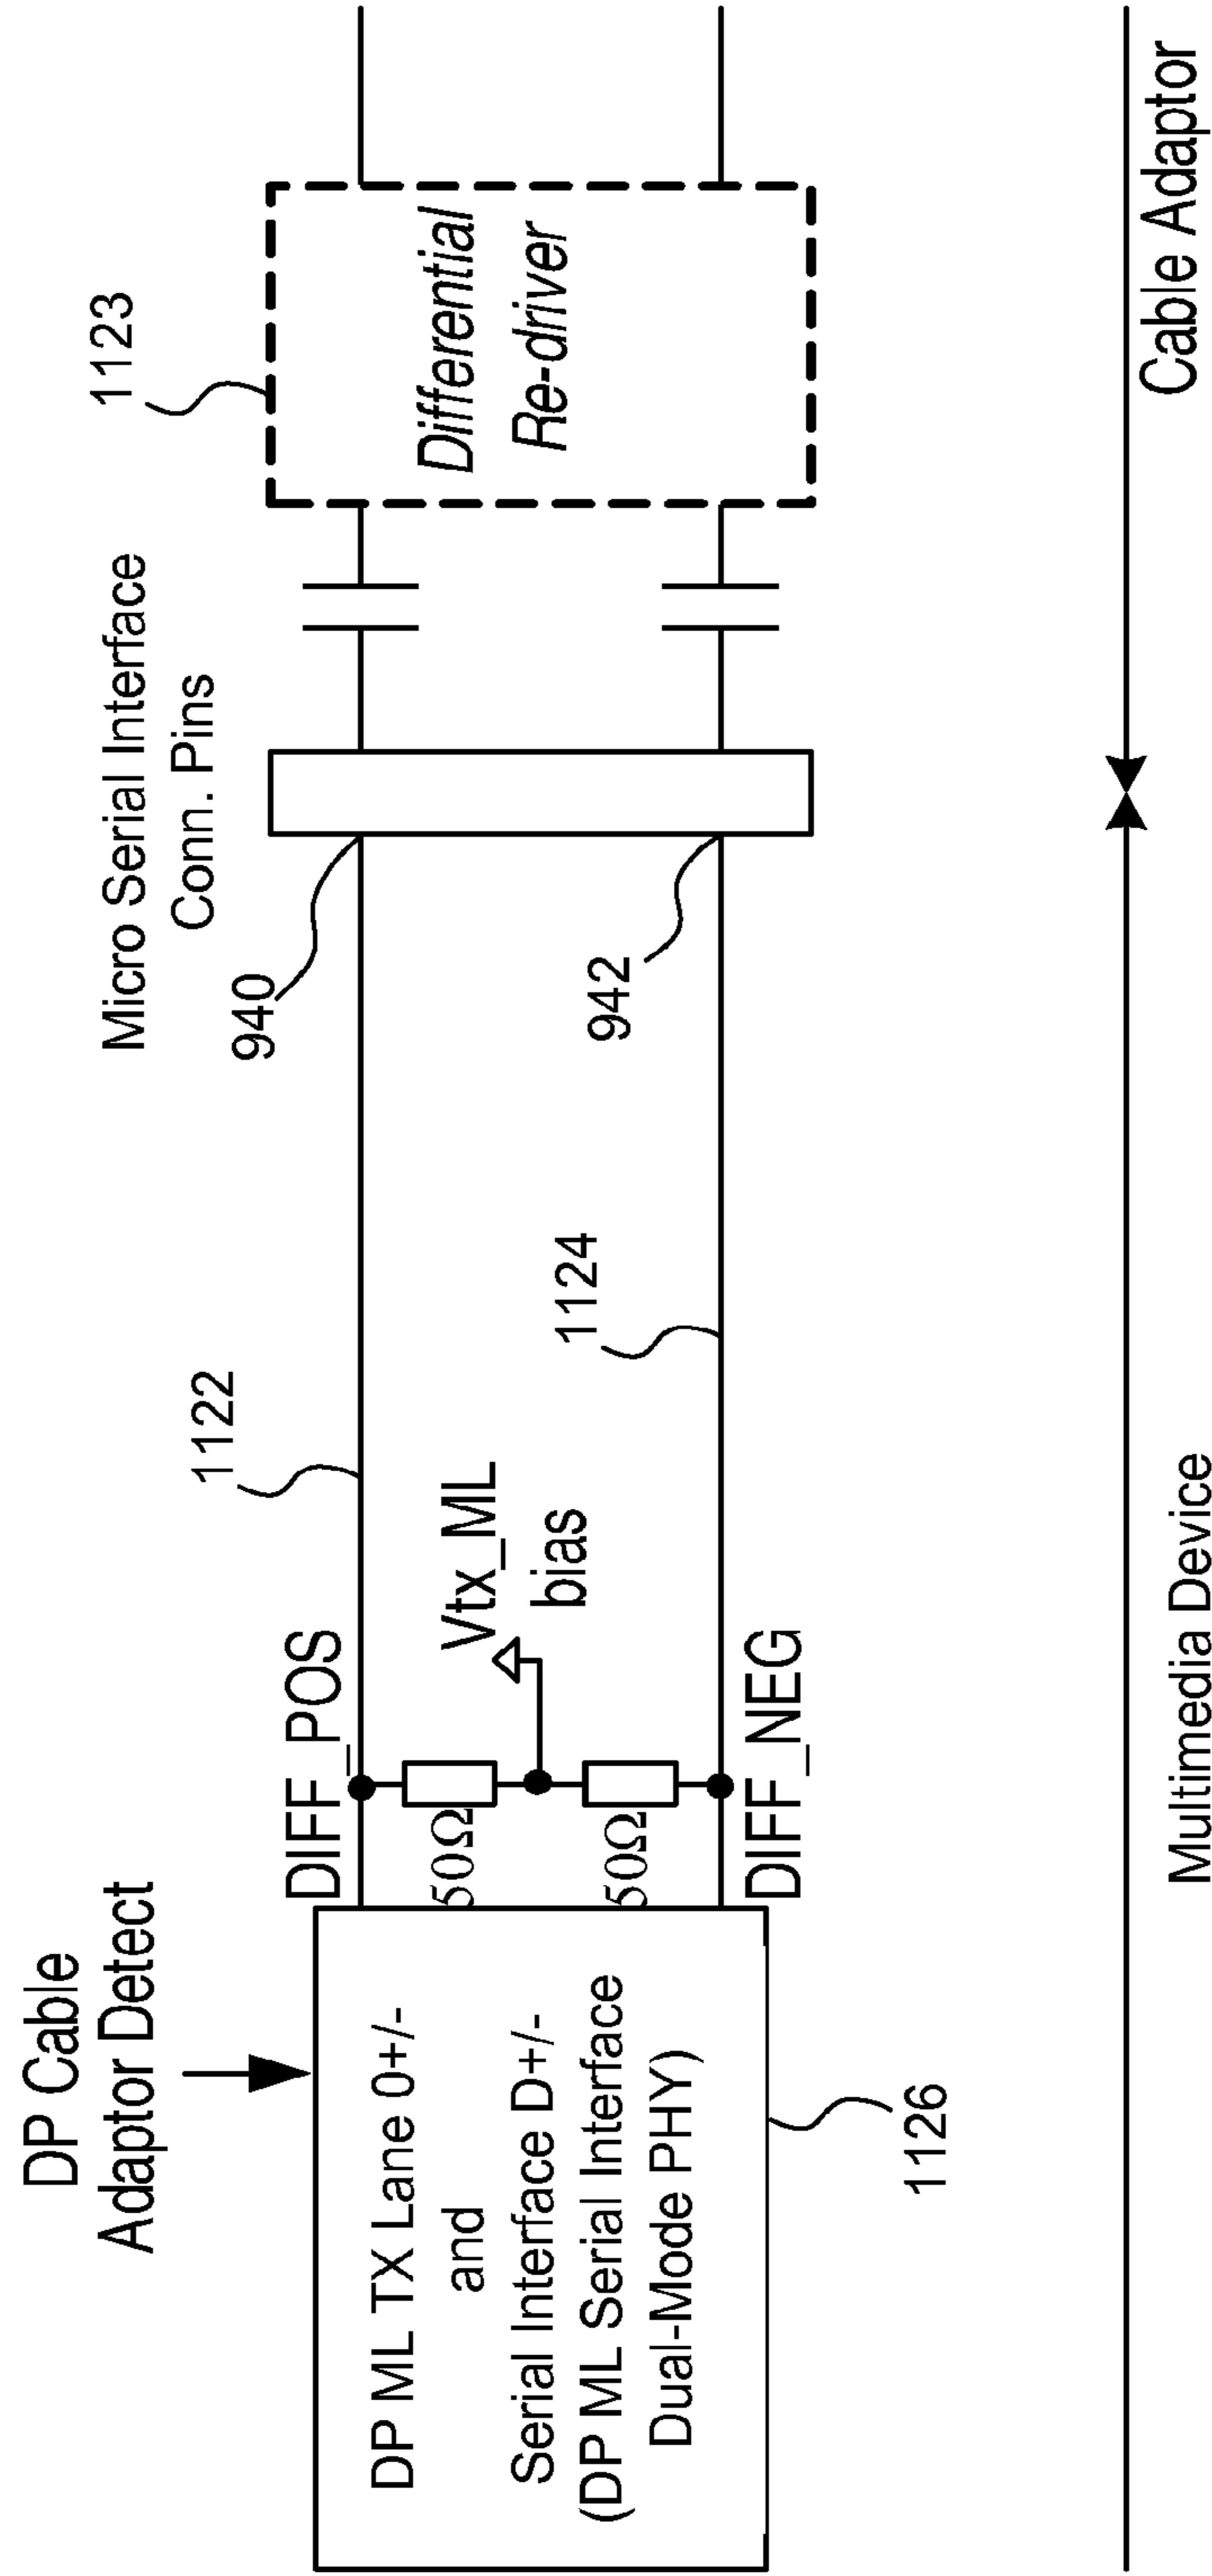 DP Cable
Adaptor Detect
DP ML TX Lane 0+/-
and
Serial Interface D+/-
(DP ML Serial Interface
Dual-Mode PHY)
1126
DIFF_POS
50Ω
50Ω
DIFF_NEG
Vtx_ML
bias
1122
1124
Micro Serial Interface
Conn. Pins
940
942
1123
Differential
Re-driver
Multimedia Device
Cable Adaptor